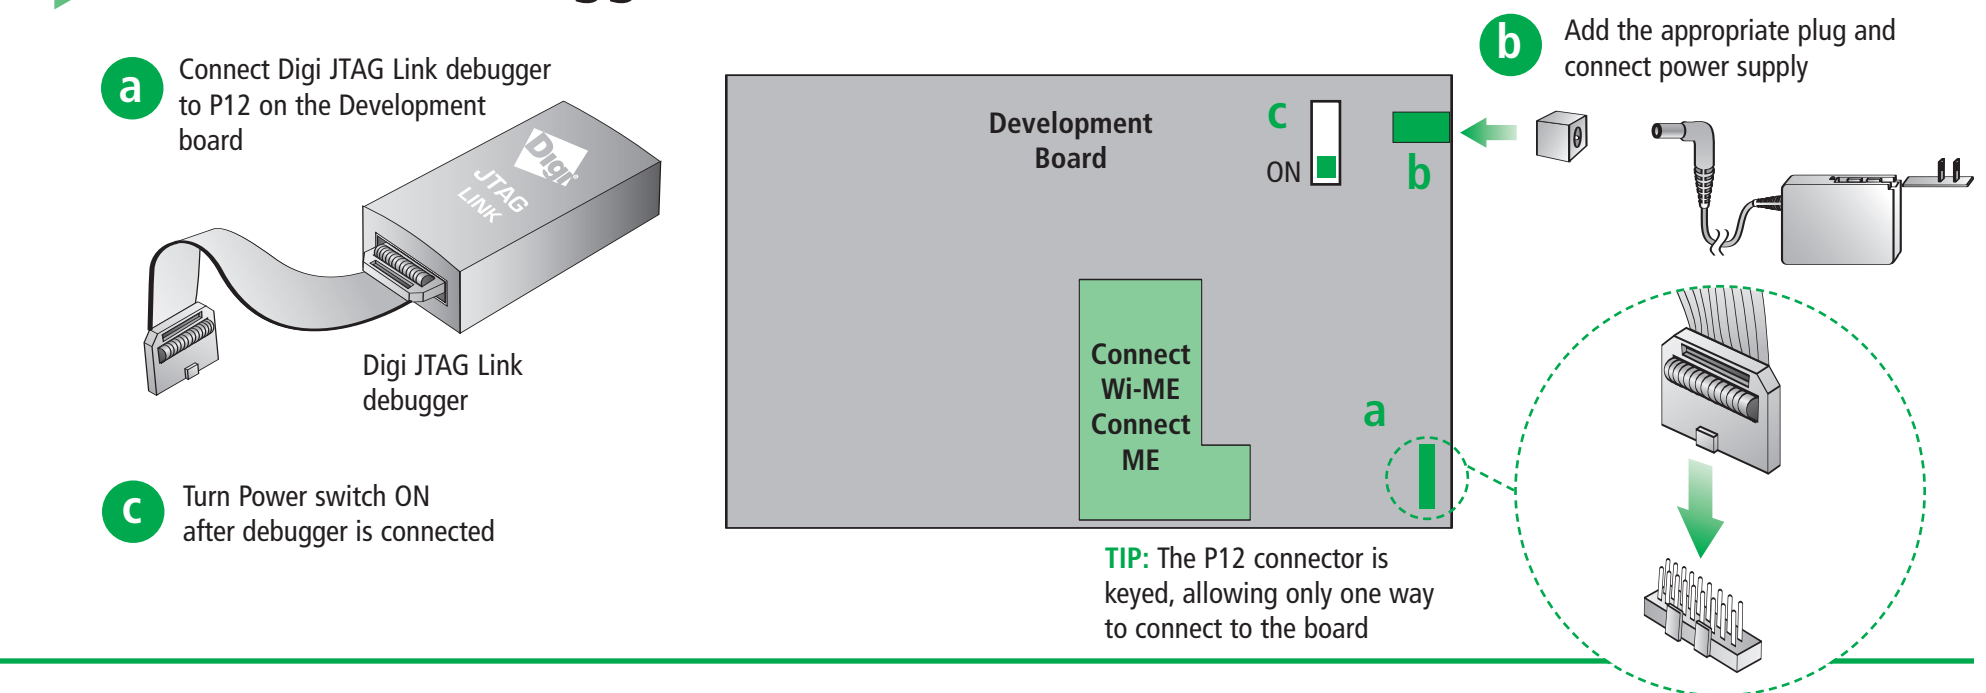 a
Connect Digi JTAG Link debugger
to P12 on the Development
board
Digi
JTAG
LINK
Digi JTAG Link
debugger
c
Turn Power switch ON
after debugger is connected
Development
Board
c
ON
b
Connect
Wi-ME
Connect
ME
a
TIP: The P12 connector is
keyed, allowing only one way
to connect to the board
b
Add the appropriate plug and
connect power supply